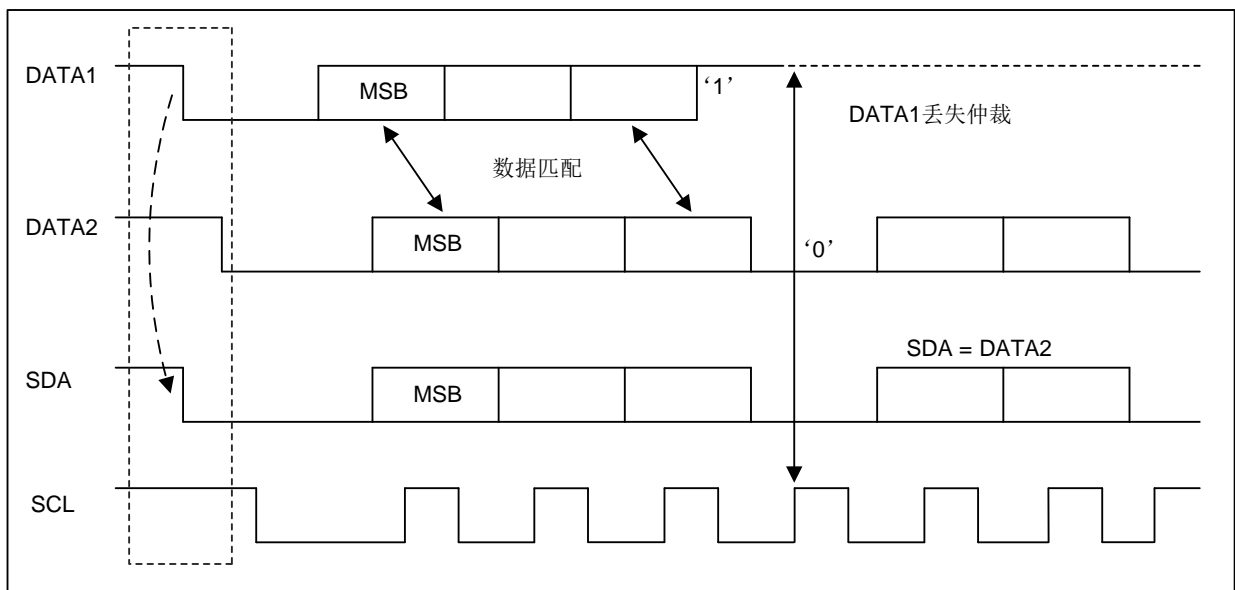 DATA1
MSB
‘1’
DATA1丢失仲裁
数据匹配
DATA2
MSB
‘0’
SDA = DATA2
SDA
MSB
SCL